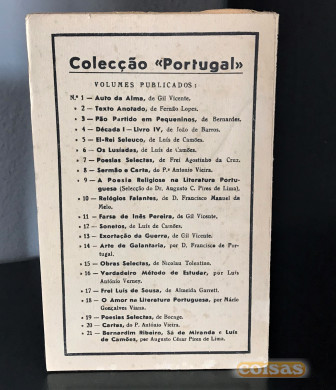 Colecção «Portugal»
VOLUMES PUBLICADOS:
N.º 1 — Auto da Alma, de Gil Vicente.
» 2 — Texto Anotado, de Fernão Lopes.
» 3 — Pão Partido em Pequeninos, de Bernardes.
» 4 — Década I — Livro IV, de João de Barros.
» 5 — El-Rei Seleuco, de Luís de Camões.
» 6 — Os Lusíadas, de Luís de Camões.
» 7 — Poesias Selectas, de Frei Agostinho da Cruz.
» 8 — Sermão e Carta, do P.e António Vieira.
» 9 — A Poesia Religiosa na Literatura Portu-
guesa (Selecção do Dr. Augusto C. Pires de Lima).
» 10 — Relógios Falantes, de D. Francisco Manuel de
Melo.
» 11 — Farsa de Inês Pereira, de Gil Vicente.
» 12 — Sonetos, de Luís de Camões.
» 13 — Exortação da Guerra, de Gil Vicente.
» 14 — Arte de Galantaria, por D. Francisco de Por-
tugal.
» 15 — Obras Selectas, de Nicolau Tolentino.
» 16 — Verdadeiro Método de Estudar, por Luís
António Verney.
» 17 — Frei Luís de Sousa, de Almeida Garrett.
» 18 — O Amor na Literatura Portuguesa, por Mário
Gonçalves Viana.
» 19 — Poesias Selectas, de Bocage.
» 20 — Cartas, do P. António Vieira.
» 21 — Bernardim Ribeiro, Sá de Miranda e Luís
de Camões, por Augusto César Pires de Lima.
coisas